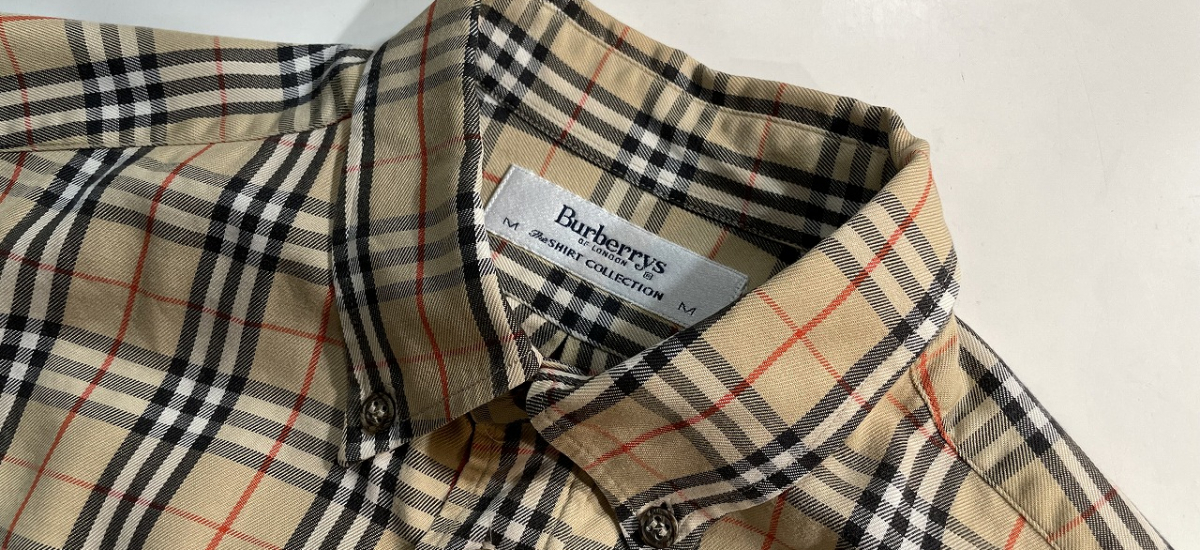 Burberrys
OF LONDON ®
M The SHIRT COLLECTION M